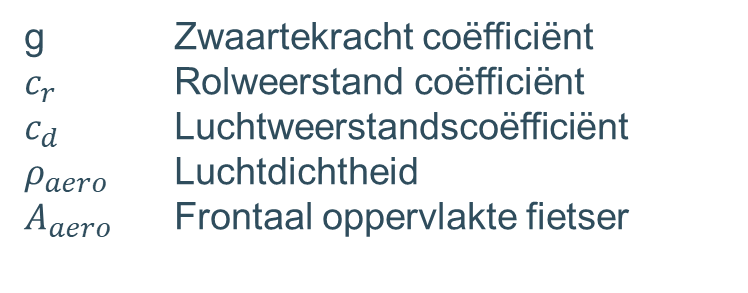 g Zwaartekracht coëfficiënt
c_r Rolweerstand coëfficiënt
c_d Luchtweerstandscoëfficiënt
ρ_aero Luchtdichtheid
A_aero Frontaal oppervlakte fietser